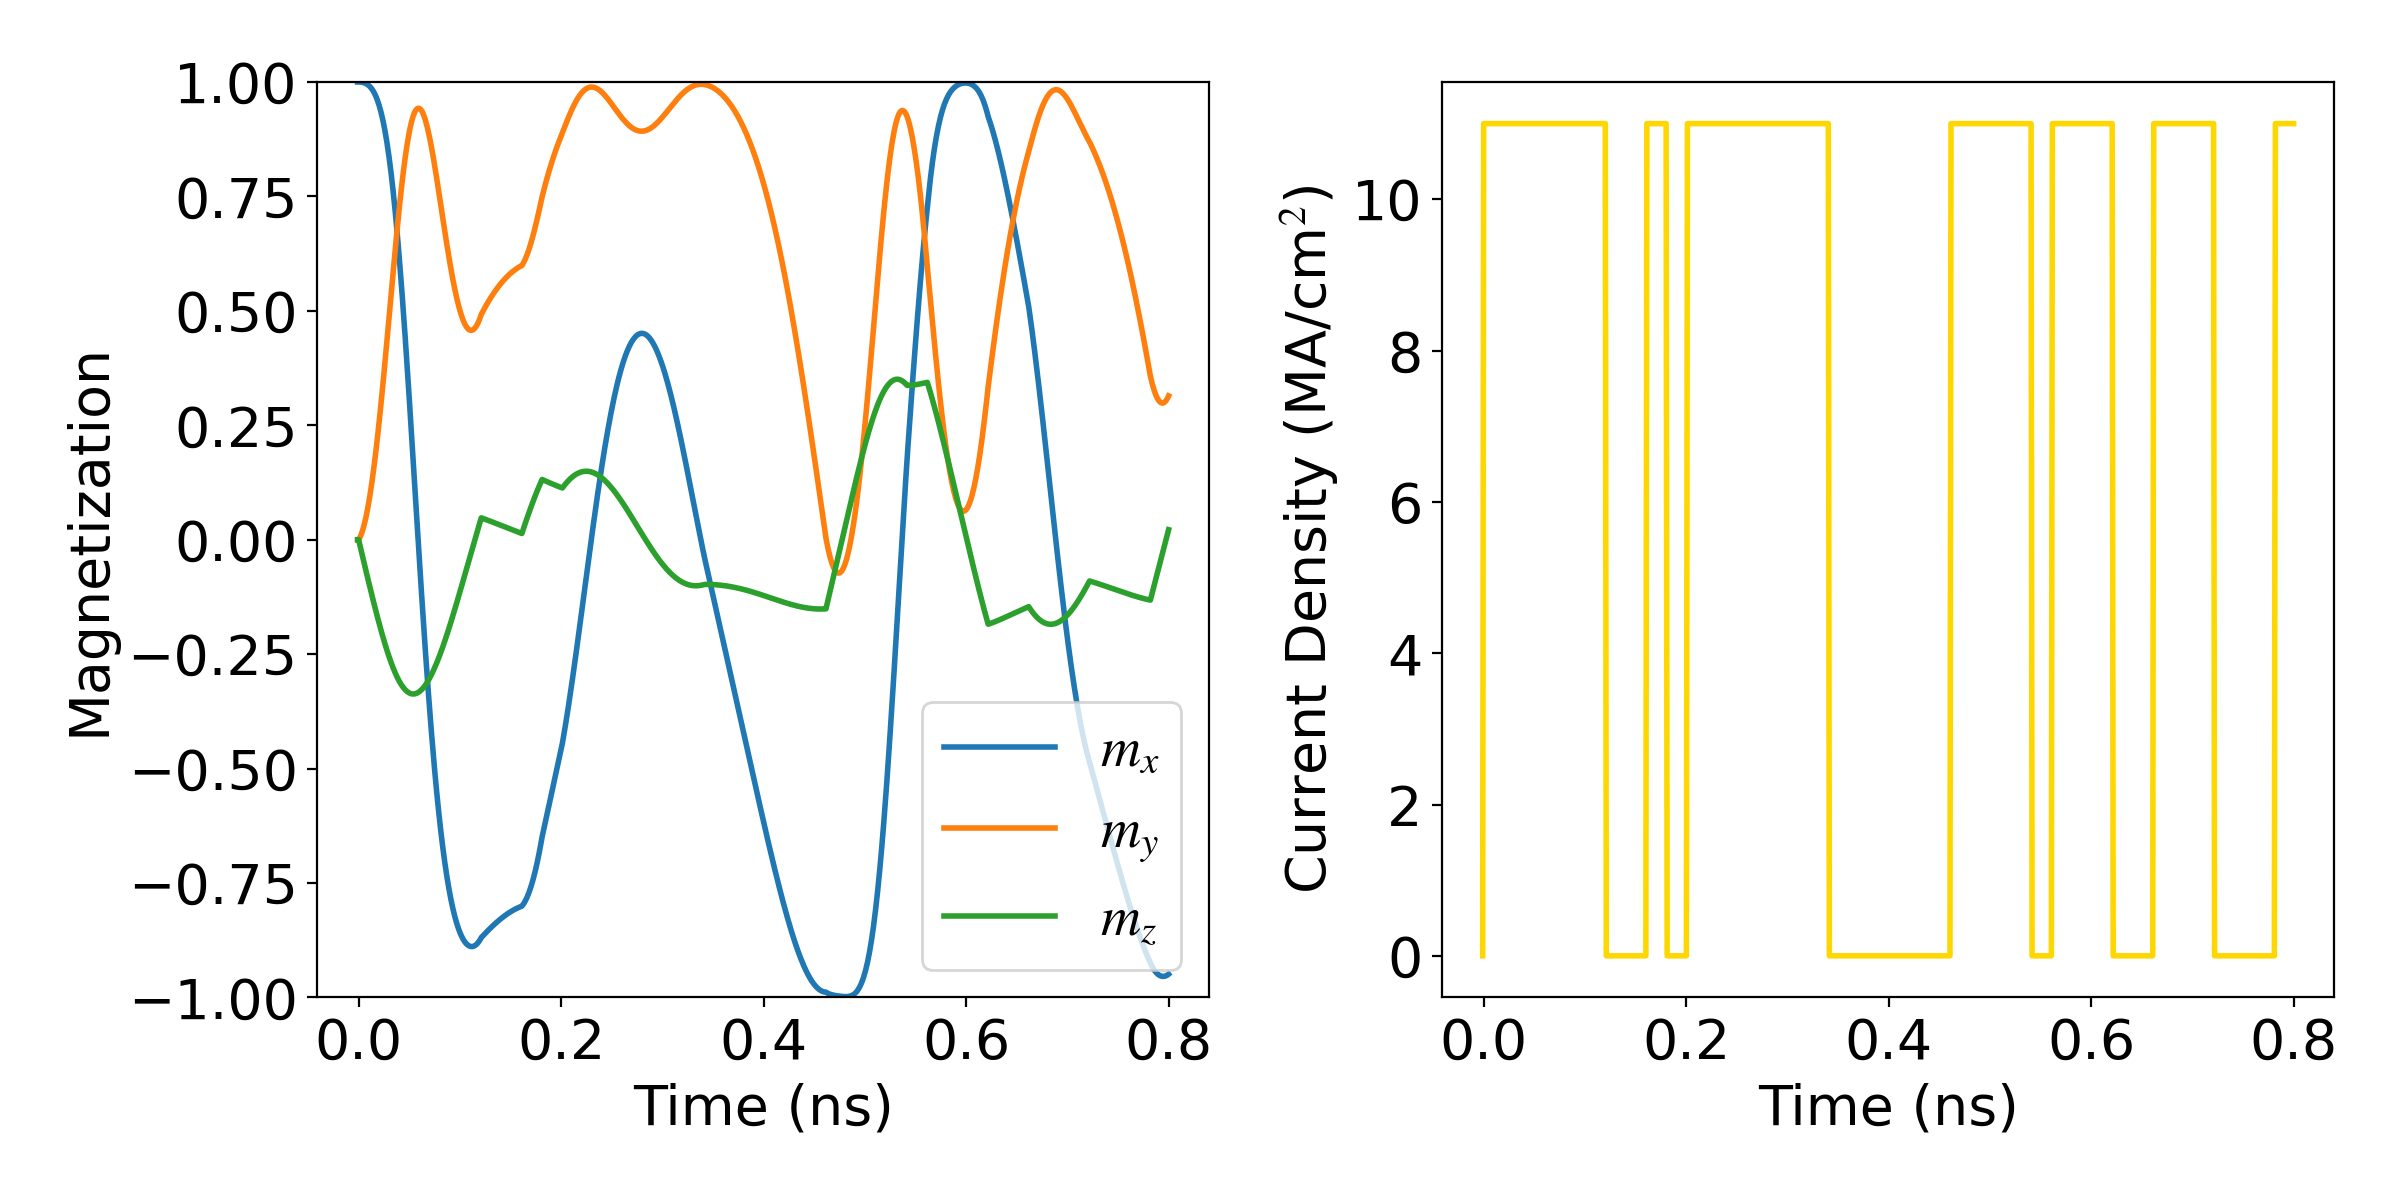 Magnetization
1.00
0.75
0.50
0.25
0.00
−0.25
−0.50
−0.75
−1.00
0.0 0.2 0.4 0.6 0.8
Time (ns)
m_x
m_y
m_z
Current Density (MA/cm²)
10
8
6
4
2
0
0.0 0.2 0.4 0.6 0.8
Time (ns)